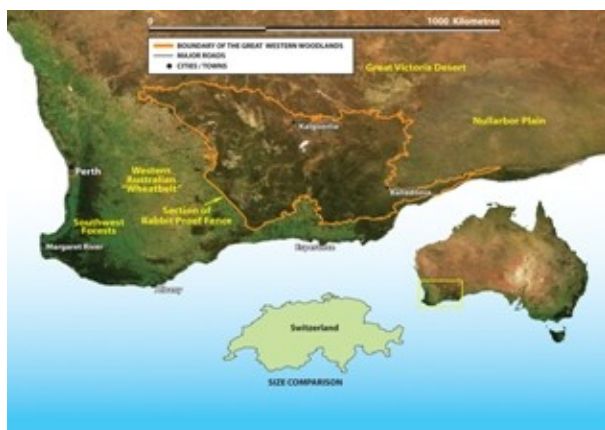 0 1000 Kilometres
BOUNDARY OF THE GREAT WESTERN WOODLANDS
MAJOR ROADS
CITIES / TOWNS
Great Victoria Desert
Kalgoorlie
Nullarbor Plain
Perth
Western
Australian
"Wheatbelt"
Balladonia
Section of
Rabbit Proof Fence
Southwest
Forests
Margaret River
Esperance
Albany
Switzerland
SIZE COMPARISON